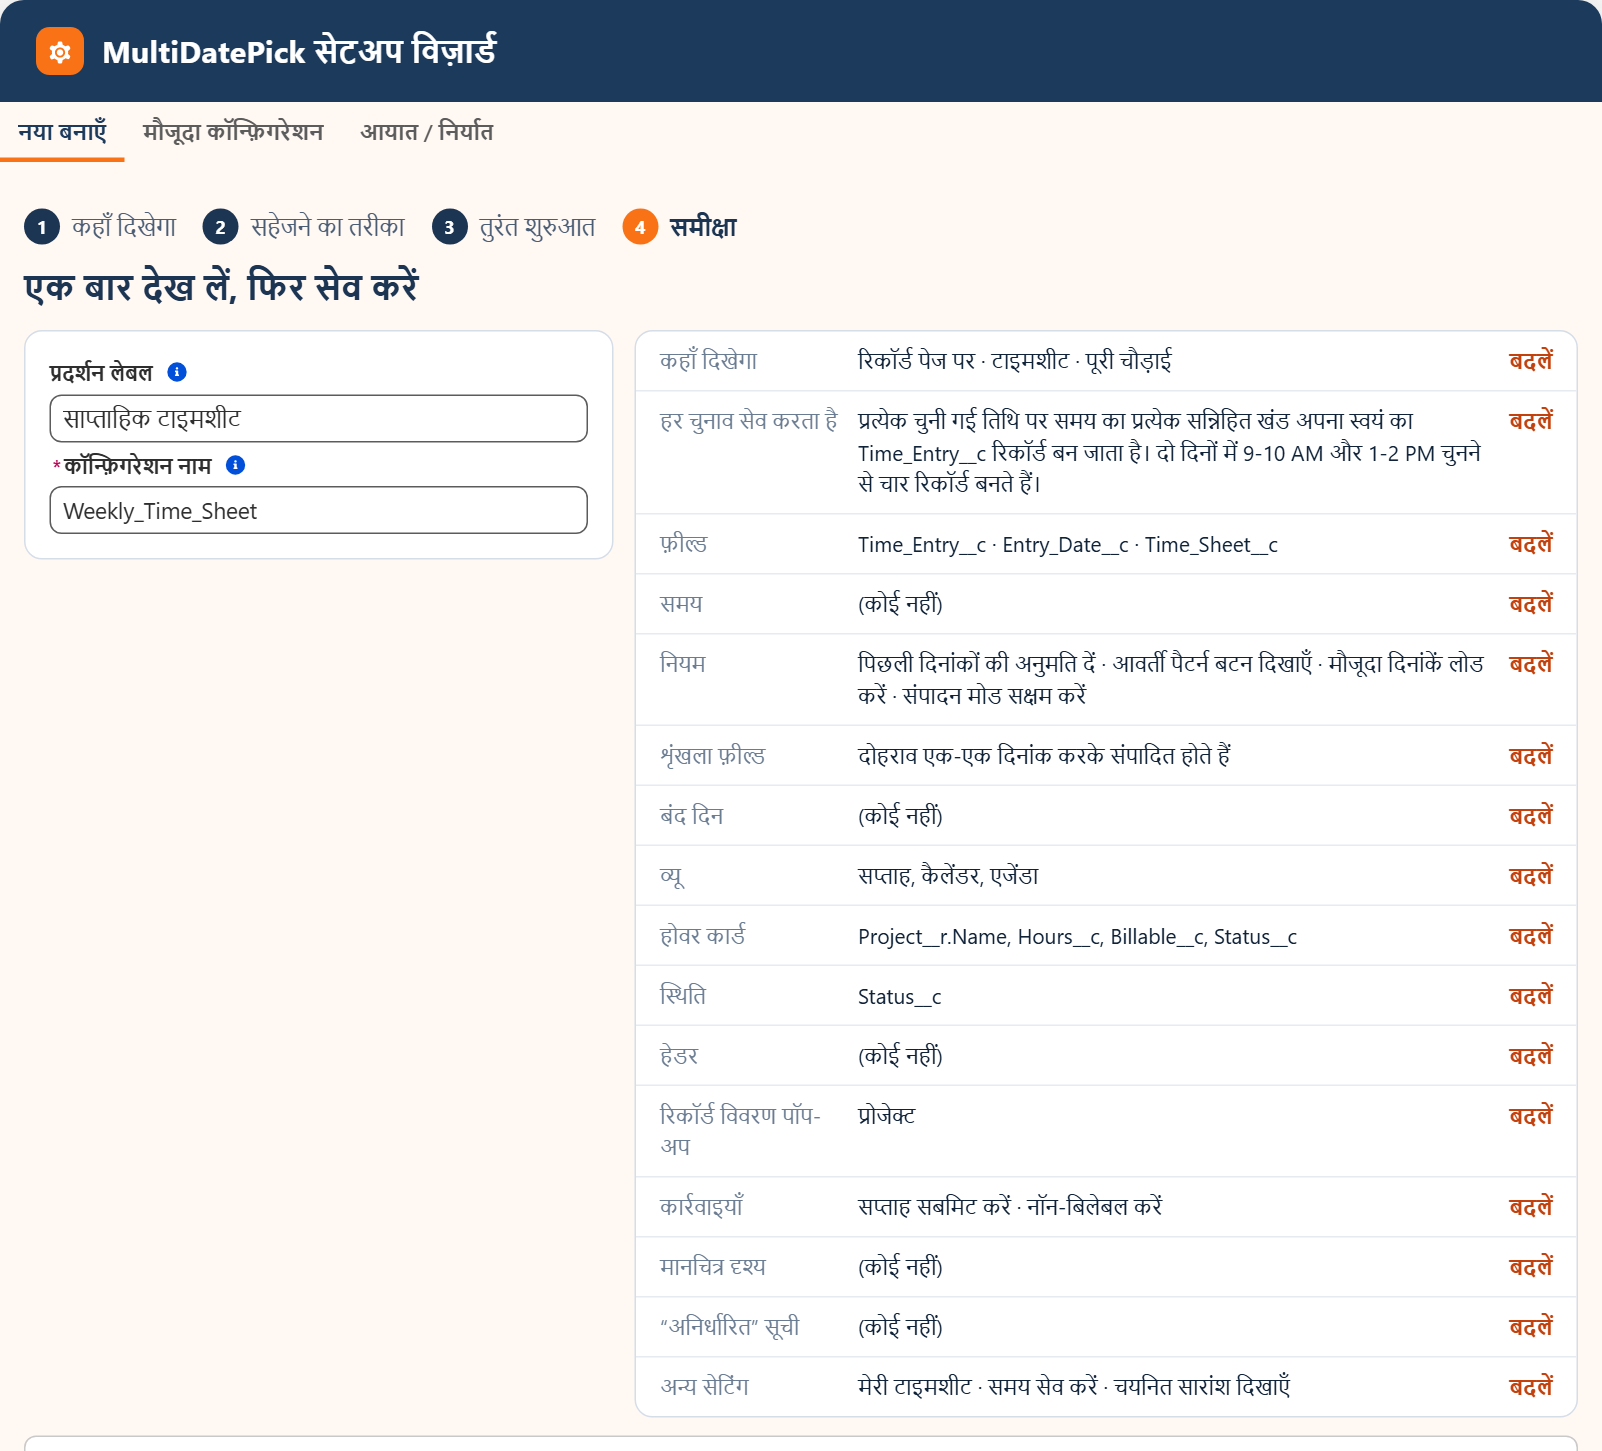 MultiDatePick सेटअप विज़ार्ड
नया बनाएँ
मौजूदा कॉन्फ़िगरेशन
आयात / निर्यात
1 कहाँ दिखेगा
2 सहेजने का तरीका
3 तुरंत शुरुआत
4 समीक्षा
एक बार देख लें, फिर सेव करें
प्रदर्शन लेबल
साप्ताहिक टाइमशीट
*कॉन्फ़िगरेशन नाम
Weekly_Time_Sheet
कहाँ दिखेगा रिकॉर्ड पेज पर · टाइमशीट · पूरी चौड़ाई बदलें
हर चुनाव सेव करता है प्रत्येक चुनी गई तिथि पर समय का प्रत्येक सन्निहित खंड अपना स्वयं का बदलें
Time_Entry__c रिकॉर्ड बन जाता है। दो दिनों में 9-10 AM और 1-2 PM चुनने
से चार रिकॉर्ड बनते हैं।
फ़ील्ड Time_Entry__c · Entry_Date__c · Time_Sheet__c बदलें
समय (कोई नहीं) बदलें
नियम पिछली दिनांकों की अनुमति दें · आवर्ती पैटर्न बटन दिखाएँ · मौजूदा दिनांकें लोड बदलें
करें · संपादन मोड सक्षम करें
शृंखला फ़ील्ड दोहराव एक-एक दिनांक करके संपादित होते हैं बदलें
बंद दिन (कोई नहीं) बदलें
व्यू सप्ताह, कैलेंडर, एजेंडा बदलें
होवर कार्ड Project__r.Name, Hours__c, Billable__c, Status__c बदलें
स्थिति Status__c बदलें
हेडर (कोई नहीं) बदलें
रिकॉर्ड विवरण पॉप- प्रोजेक्ट बदलें
अप
कार्रवाइयाँ सप्ताह सबमिट करें · नॉन-बिलेबल करें बदलें
मानचित्र दृश्य (कोई नहीं) बदलें
“अनिर्धारित” सूची (कोई नहीं) बदलें
अन्य सेटिंग मेरी टाइमशीट · समय सेव करें · चयनित सारांश दिखाएँ बदलें